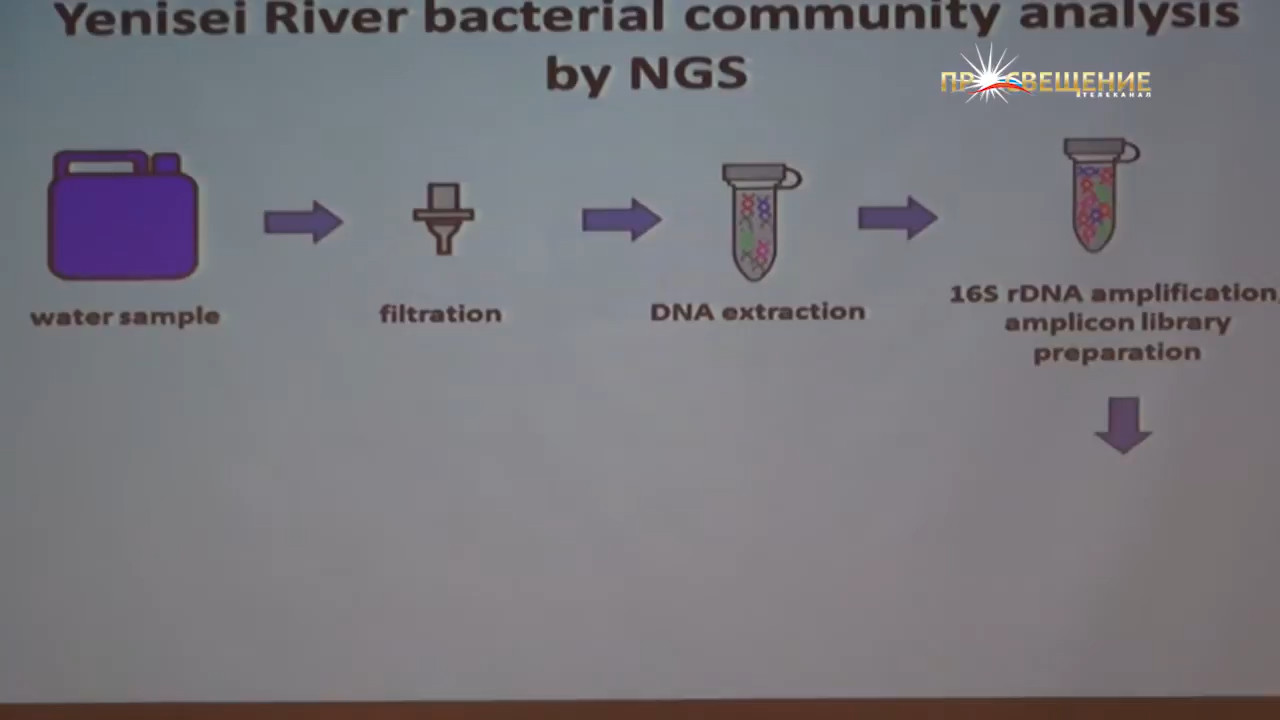 Yenisei River bacterial community analysis
by NGS
ПРОСВЕЩЕНИЕ
ТЕЛЕКАНАЛ
water sample
filtration
DNA extraction
16S rDNA amplification
amplicon library
preparation